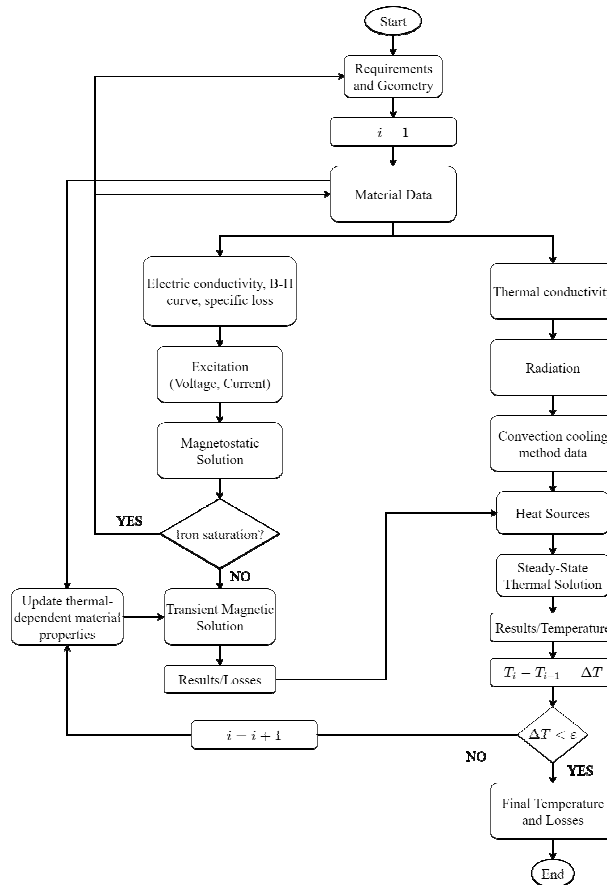 Start
Requirements
and Geometry
i 1
Material Data
Electric conductivity, B-H
curve, specific loss
Thermal conductivity
Excitation
(Voltage, Current)
Radiation
Magnetostatic
Solution
Convection cooling
method data
YES
Iron saturation?
Heat Sources
NO
Steady-State
Thermal Solution
Update thermal-
dependent material
properties
Transient Magnetic
Solution
Results/Temperature
Results/Losses
T_i − T_{i−1} ΔT
i − i + 1
ΔT < ε
NO
YES
Final Temperature
and Losses
End